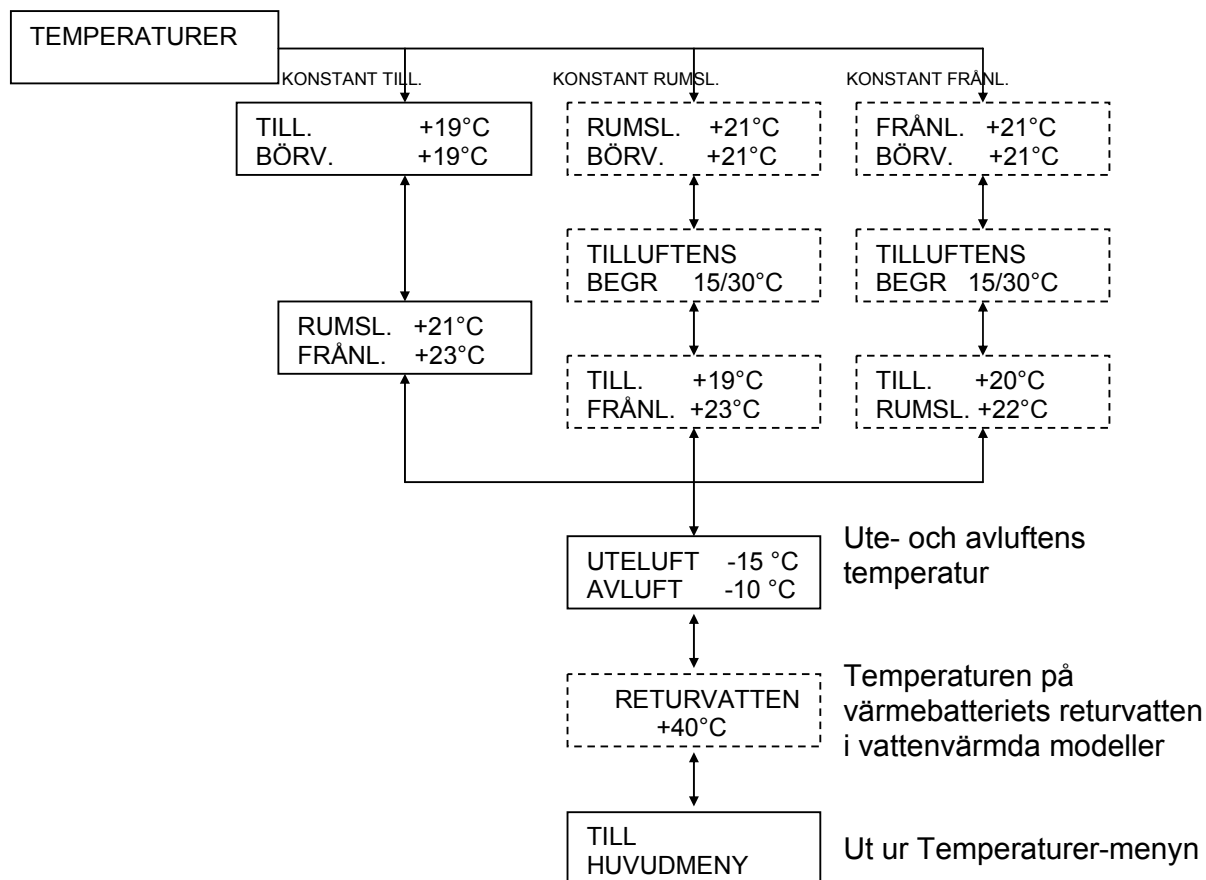 TEMPERATURER
KONSTANT TILL.
KONSTANT RUMSL.
KONSTANT FRÅNL.
TILL. +19°C
BÖRV. +19°C
RUMSL. +21°C
BÖRV. +21°C
FRÅNL. +21°C
BÖRV. +21°C
TILLUFTENS
BEGR 15/30°C
TILLUFTENS
BEGR 15/30°C
RUMSL. +21°C
FRÅNL. +23°C
TILL. +19°C
FRÅNL. +23°C
TILL. +20°C
RUMSL. +22°C
UTELUFT -15 °C
AVLUFT -10 °C
Ute- och avluftens
temperatur
RETURVATTEN
+40°C
Temperaturen på
värmebatteriets returvatten
i vattenvärmda modeller
TILL
HUVUDMENY
Ut ur Temperaturer-menyn